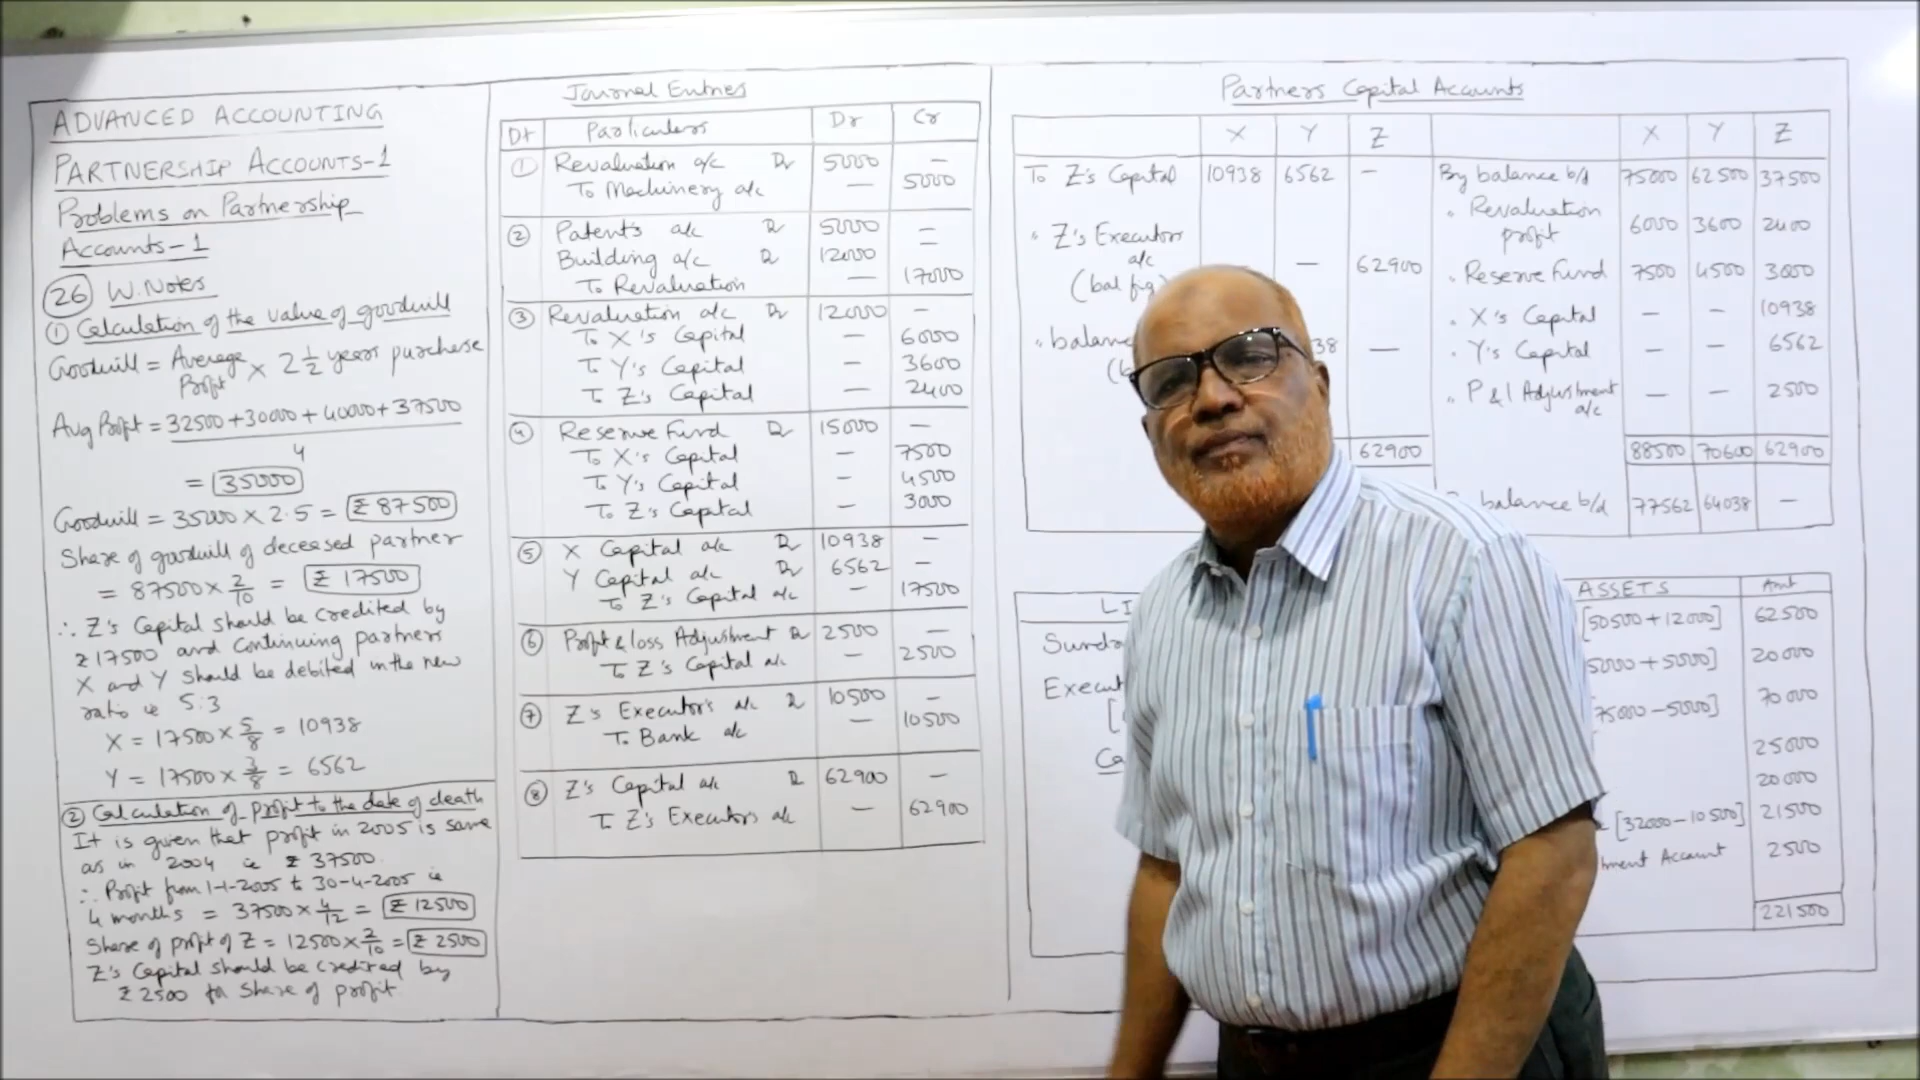 ADVANCED ACCOUNTING
PARTNERSHIP ACCOUNTS-1
Problems on Partnership
Accounts-1
26 W.Notes
① Calculation of the value of goodwill
Goodwill = Average Profit × 2 1/2 years purchase
Avg Profit = 32500+30000+40000+37500
4
= 35000
Goodwill = 35000 × 2.5 = ₹ 87500
Share of goodwill of deceased partner
= 87500 × 2/10 = ₹ 17500
∴ Z's Capital should be credited by
₹ 17500 and Continuing partners
X and Y should be debited in the new
ratio ie 5:3
X = 17500 × 5/8 = 10938
Y = 17500 × 3/8 = 6562
② Calculation of profit to the date of death
It is given that profit in 2005 is same
as in 2004 ie ₹ 37500
∴ Profit from 1-1-2005 to 30-4-2005 ie
4 months = 37500 × 4/12 = ₹ 12500
Share of profit of Z = 12500 × 2/10 = ₹ 2500
Z's Capital should be credited by
₹ 2500 for share of profit
Journal Entries
Dt Particulars Dr Cr
① Revaluation a/c Dr 5000 —
To Machinery a/c — 5000
② Patents a/c Dr 5000 —
Building a/c Dr 12000 —
To Revaluation — 17000
③ Revaluation a/c Dr 12000 —
To X's Capital — 6000
To Y's Capital — 3600
To Z's Capital — 2400
④ Reserve Fund Dr 15000 —
To X's Capital — 7500
To Y's Capital — 4500
To Z's Capital — 3000
⑤ X Capital a/c Dr 10938 —
Y Capital a/c Dr 6562 —
To Z's Capital a/c — 17500
⑥ Profit & loss Adjustment Dr 2500 —
To Z's Capital a/c — 2500
⑦ Z's Executor's a/c Dr 10500 —
To Bank a/c — 10500
⑧ Z's Capital a/c Dr 62900 —
To Z's Executors a/c — 62900
Partners Capital Accounts
X Y Z X Y Z
To Z's Capital 10938 6562 — By balance b/d 75000 62500 37500
" Revaluation
profit 6000 3600 2400
" Z's Executors
a/c — 62900
(bal fig)
" Reserve Fund 7500 4500 3000
" X's Capital — — 10938
" Y's Capital — — 6562
38 —
" P & l Adjustment
a/c — — 2500
62900 88500 70600 62900
balance b/d 77562 64038 —
ASSETS Amt
[50500+12000] 62500
5000+5000] 20000
75000-5000] 70000
25000
20000
[32000-10500] 21500
Account 2500
221500